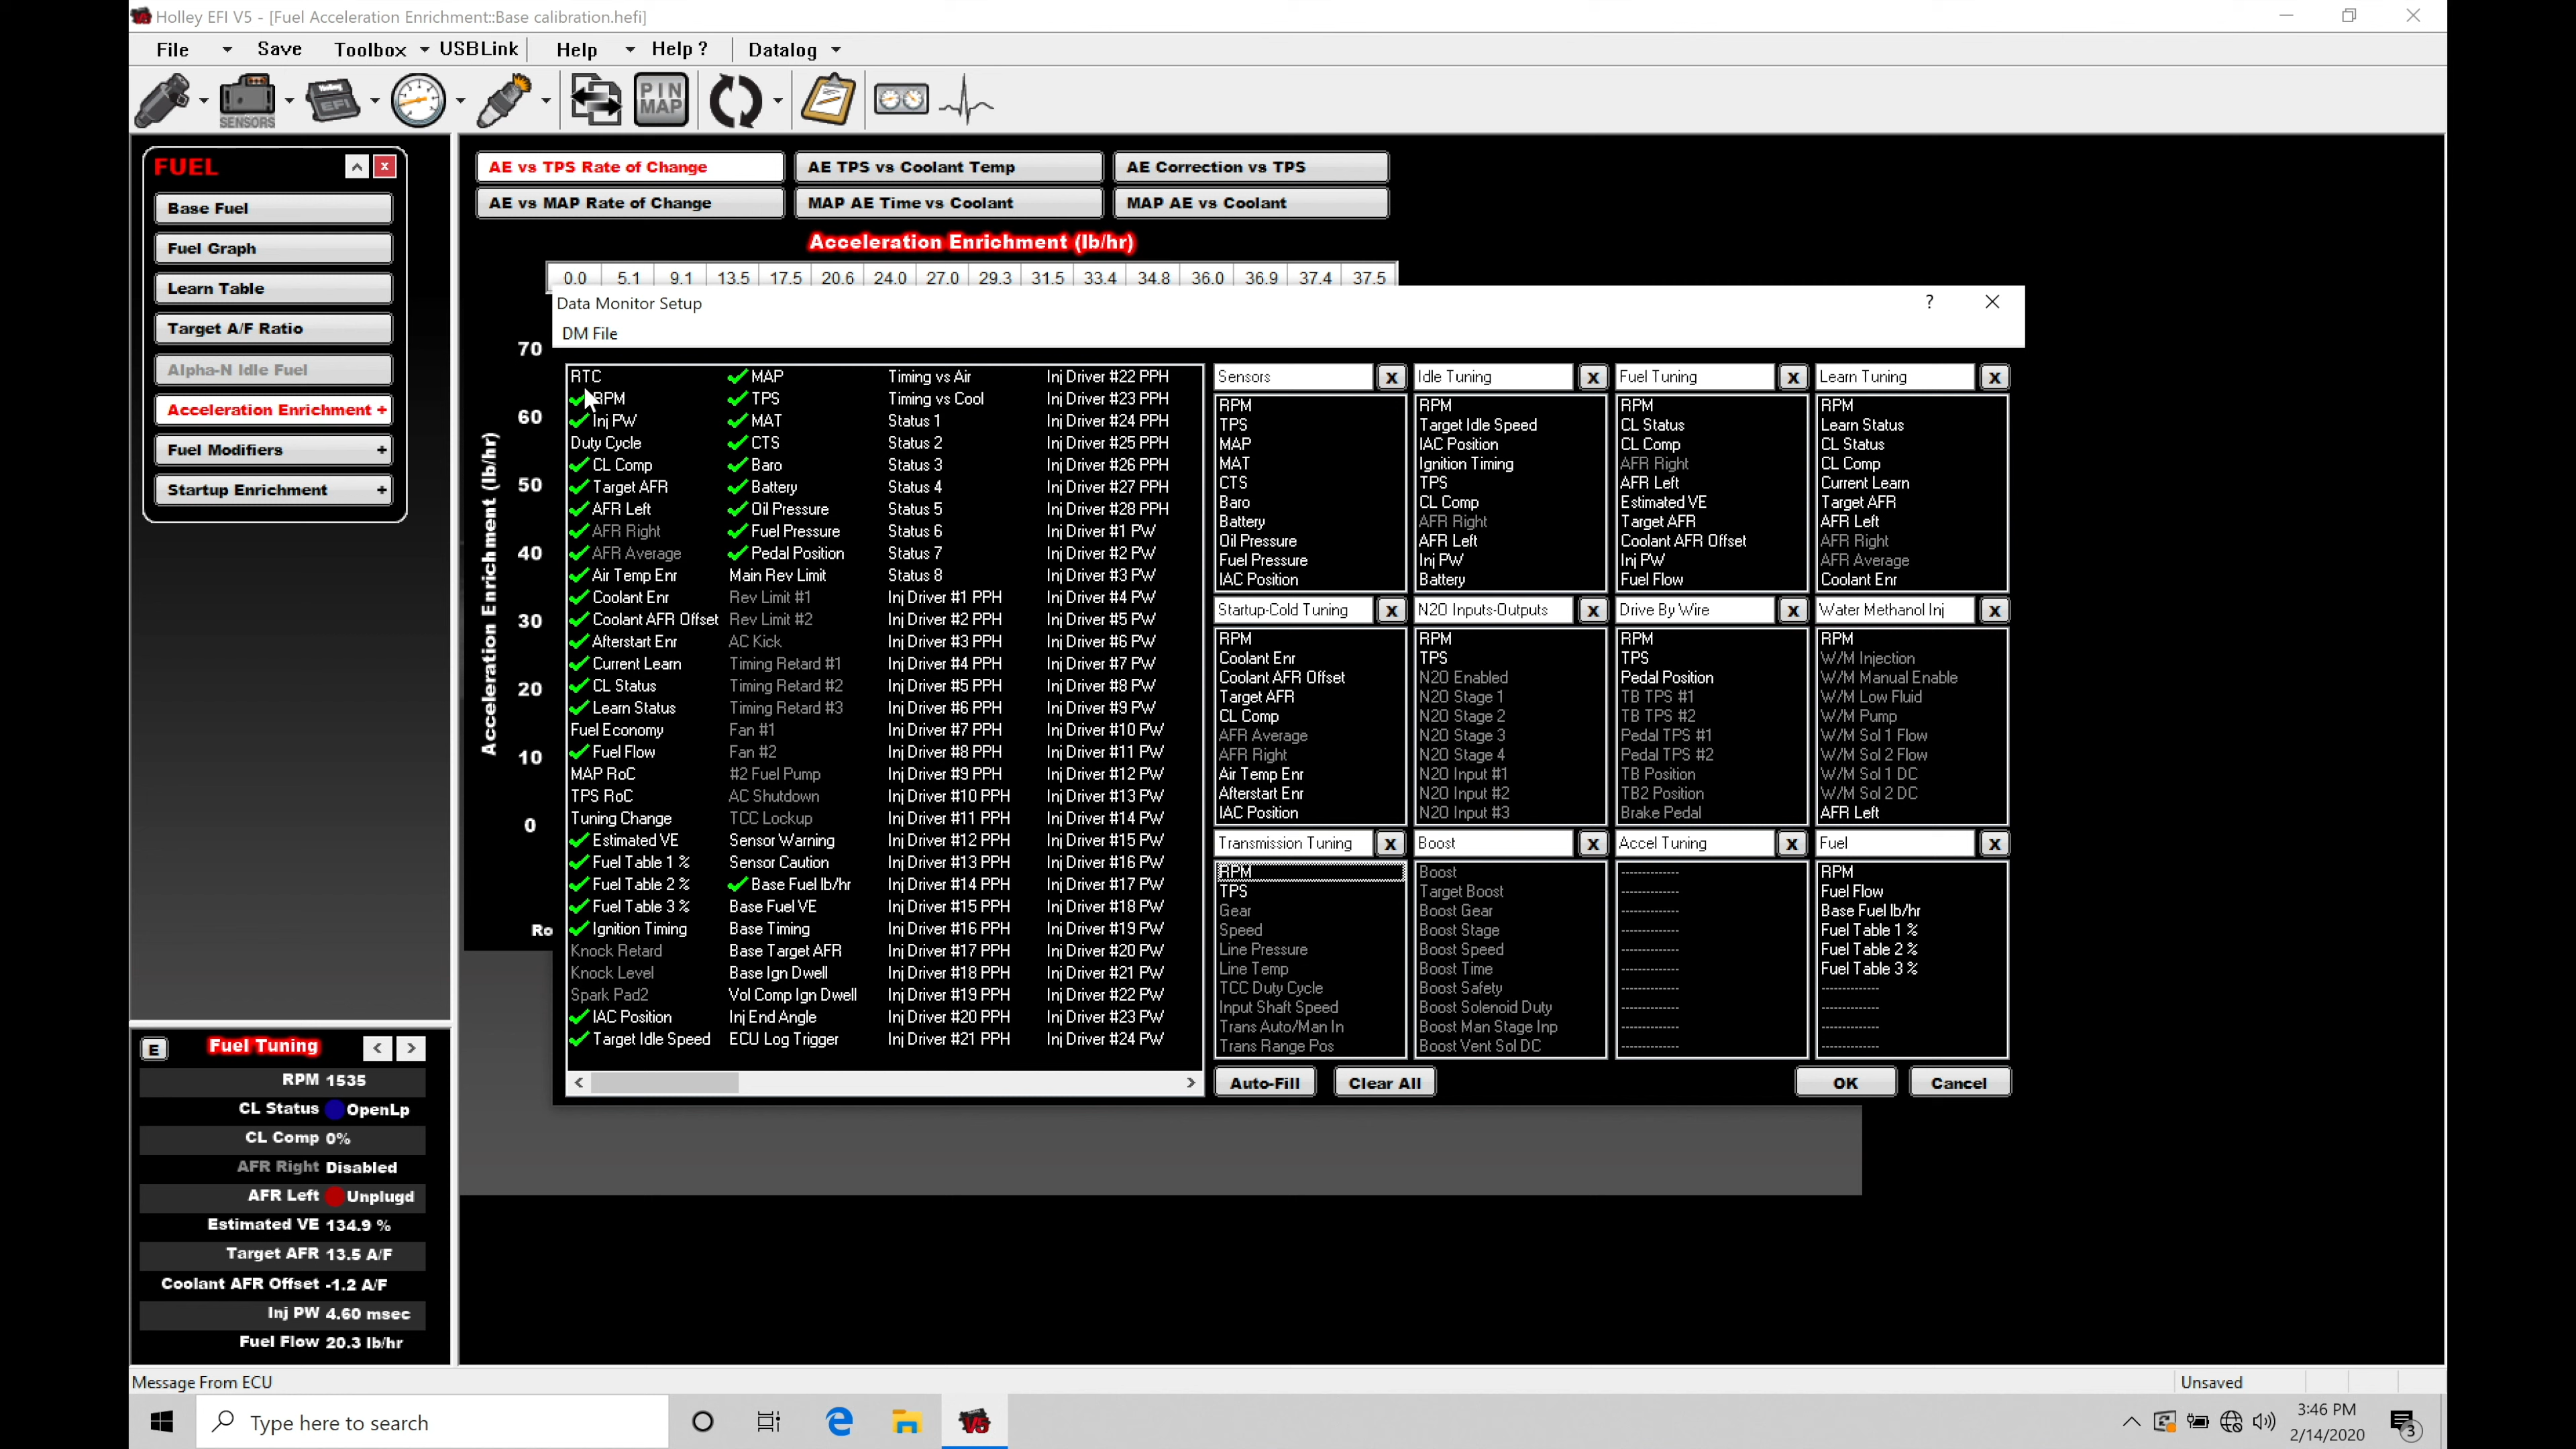 Holley EFI V5 - [Fuel Acceleration Enrichment::Base calibration.hefi]
File Save Toolbox USBLink Help Help ? Datalog
SENSORS
Holley EFI
PIN MAP
FUEL
Base Fuel
Fuel Graph
Learn Table
Target A/F Ratio
Alpha-N Idle Fuel
Acceleration Enrichment +
Fuel Modifiers +
Startup Enrichment +
AE vs TPS Rate of Change AE TPS vs Coolant Temp AE Correction vs TPS
AE vs MAP Rate of Change MAP AE Time vs Coolant MAP AE vs Coolant
Acceleration Enrichment (lb/hr)
0.0 5.1 9.1 13.5 17.5 20.6 24.0 27.0 29.3 31.5 33.4 34.8 36.0 36.9 37.4 37.5
Acceleration Enrichment (lb/hr)
70
60
50
40
30
20
10
0
Ro
Data Monitor Setup ?
DM File
RTC MAP Timing vs Air Inj Driver #22 PPH
RPM TPS Timing vs Cool Inj Driver #23 PPH
Inj PW MAT Status 1 Inj Driver #24 PPH
Duty Cycle CTS Status 2 Inj Driver #25 PPH
CL Comp Baro Status 3 Inj Driver #26 PPH
Target AFR Battery Status 4 Inj Driver #27 PPH
AFR Left Oil Pressure Status 5 Inj Driver #28 PPH
AFR Right Fuel Pressure Status 6 Inj Driver #1 PW
AFR Average Pedal Position Status 7 Inj Driver #2 PW
Air Temp Enr Main Rev Limit Status 8 Inj Driver #3 PW
Coolant Enr Rev Limit #1 Inj Driver #1 PPH Inj Driver #4 PW
Coolant AFR Offset Rev Limit #2 Inj Driver #2 PPH Inj Driver #5 PW
Afterstart Enr AC Kick Inj Driver #3 PPH Inj Driver #6 PW
Current Learn Timing Retard #1 Inj Driver #4 PPH Inj Driver #7 PW
CL Status Timing Retard #2 Inj Driver #5 PPH Inj Driver #8 PW
Learn Status Timing Retard #3 Inj Driver #6 PPH Inj Driver #9 PW
Fuel Economy Fan #1 Inj Driver #7 PPH Inj Driver #10 PW
Fuel Flow Fan #2 Inj Driver #8 PPH Inj Driver #11 PW
MAP RoC #2 Fuel Pump Inj Driver #9 PPH Inj Driver #12 PW
TPS RoC AC Shutdown Inj Driver #10 PPH Inj Driver #13 PW
Tuning Change TCC Lockup Inj Driver #11 PPH Inj Driver #14 PW
Estimated VE Sensor Warning Inj Driver #12 PPH Inj Driver #15 PW
Fuel Table 1 % Sensor Caution Inj Driver #13 PPH Inj Driver #16 PW
Fuel Table 2 % Base Fuel lb/hr Inj Driver #14 PPH Inj Driver #17 PW
Fuel Table 3 % Base Fuel VE Inj Driver #15 PPH Inj Driver #18 PW
Ignition Timing Base Timing Inj Driver #16 PPH Inj Driver #19 PW
Knock Retard Base Target AFR Inj Driver #17 PPH Inj Driver #20 PW
Knock Level Base Ign Dwell Inj Driver #18 PPH Inj Driver #21 PW
Spark Pad2 Vol Comp Ign Dwell Inj Driver #19 PPH Inj Driver #22 PW
IAC Position Inj End Angle Inj Driver #20 PPH Inj Driver #23 PW
Target Idle Speed ECU Log Trigger Inj Driver #21 PPH Inj Driver #24 PW
Sensors X Idle Tuning X Fuel Tuning X Learn Tuning X
RPM RPM RPM RPM
TPS Target Idle Speed CL Status Learn Status
MAP IAC Position CL Comp CL Status
MAT Ignition Timing AFR Right CL Comp
CTS TPS AFR Left Current Learn
Baro CL Comp Estimated VE Target AFR
Battery AFR Right Target AFR AFR Left
Oil Pressure AFR Left Coolant AFR Offset AFR Right
Fuel Pressure Inj PW Inj PW AFR Average
IAC Position Battery Fuel Flow Coolant Enr
Startup-Cold Tuning X N2O Inputs-Outputs X Drive By Wire X Water Methanol Inj X
RPM RPM RPM RPM
Coolant Enr TPS TPS W/M Injection
Coolant AFR Offset N2O Enabled Pedal Position W/M Manual Enable
Target AFR N2O Stage 1 TB TPS #1 W/M Low Fluid
CL Comp N2O Stage 2 TB TPS #2 W/M Pump
AFR Average N2O Stage 3 Pedal TPS #1 W/M Sol 1 Flow
AFR Right N2O Stage 4 Pedal TPS #2 W/M Sol 2 Flow
Air Temp Enr N2O Input #1 TB Position W/M Sol 1 DC
Afterstart Enr N2O Input #2 TB2 Position W/M Sol 2 DC
IAC Position N2O Input #3 Brake Pedal AFR Left
Transmission Tuning X Boost X Accel Tuning X Fuel X
RPM Boost -------------- RPM
TPS Target Boost -------------- Fuel Flow
Gear Boost Gear -------------- Base Fuel lb/hr
Speed Boost Stage -------------- Fuel Table 1 %
Line Pressure Boost Speed -------------- Fuel Table 2 %
Line Temp Boost Time -------------- Fuel Table 3 %
TCC Duty Cycle Boost Safety -------------- --------------
Input Shaft Speed Boost Solenoid Duty -------------- --------------
Trans Auto/Man In Boost Man Stage Inp -------------- --------------
Trans Range Pos Boost Vent Sol DC -------------- --------------
Auto-Fill Clear All OK Cancel
E Fuel Tuning < >
RPM 1535
CL Status OpenLp
CL Comp 0%
AFR Right Disabled
AFR Left Unplugd
Estimated VE 134.9 %
Target AFR 13.5 A/F
Coolant AFR Offset -1.2 A/F
Inj PW 4.60 msec
Fuel Flow 20.3 lb/hr
Message From ECU Unsaved
Type here to search
V5
3:46 PM
2/14/2020
3